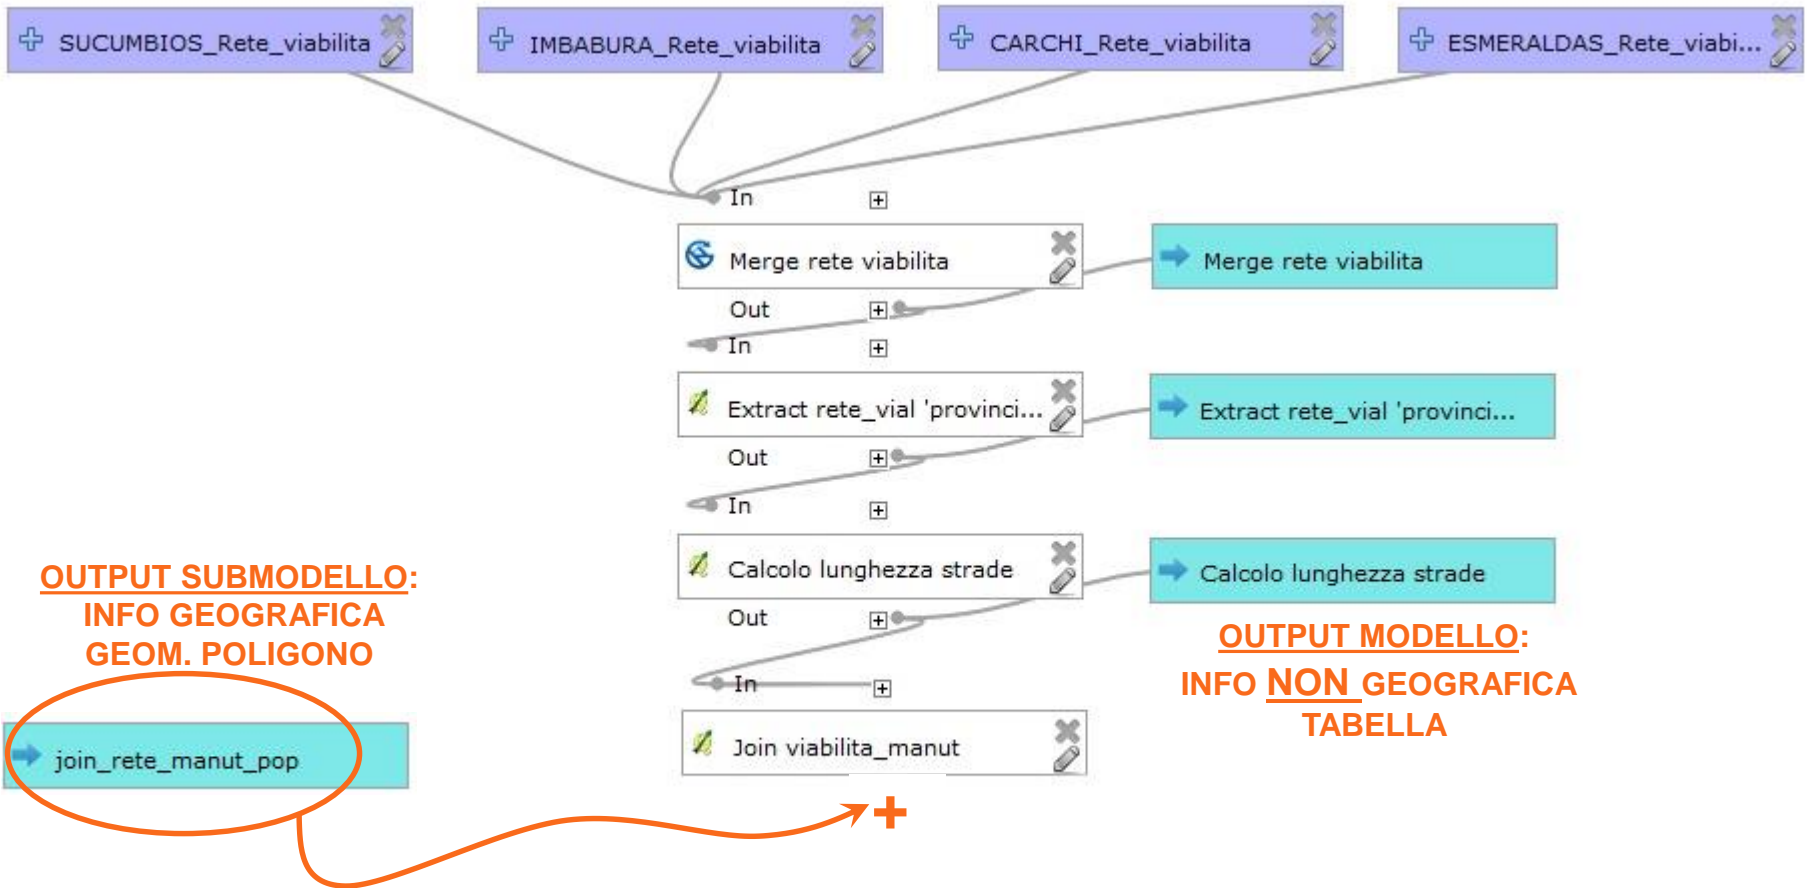 SUCUMBIOS_Rete_viabilita
IMBABURA_Rete_viabilita
CARCHI_Rete_viabilita
ESMERALDAS_Rete_viabi...
In
Merge rete viabilita
Merge rete viabilita
Out
In
Extract rete_vial 'provinci...
Extract rete_vial 'provinci...
Out
In
Calcolo lunghezza strade
Calcolo lunghezza strade
Out
OUTPUT SUBMODELLO:
INFO GEOGRAFICA
GEOM. POLIGONO
OUTPUT MODELLO:
INFO NON GEOGRAFICA
TABELLA
In
join_rete_manut_pop
Join viabilita_manut
+